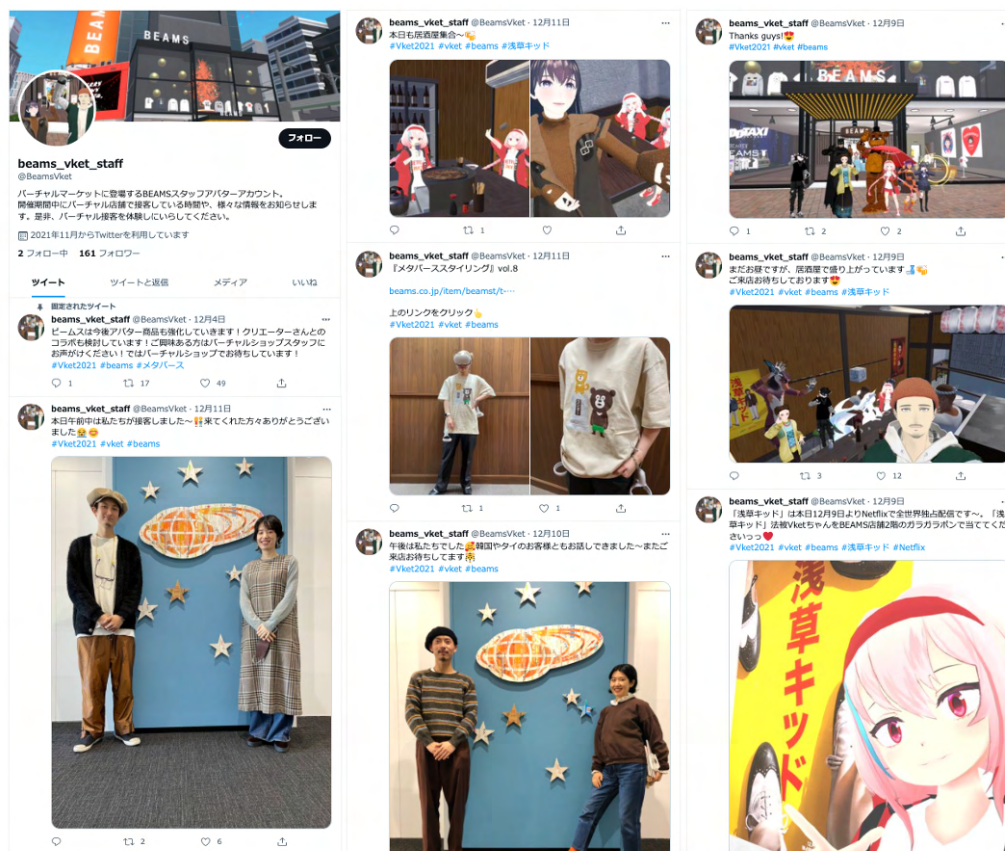 BEAMS
BEAMS
フォロー
beams_vket_staff
@BeamsVket
バーチャルマーケットに登場するBEAMSスタッフアバターアカウント。
開催期間中にバーチャル店舗で接客している時間や、様々な情報をお知らせしま
す。是非、バーチャル接客を体験しにいらしてください。
2021年11月からTwitterを利用しています
2 フォロー中 161 フォロワー
ツイート ツイートと返信 メディア いいね
固定されたツイート
beams_vket_staff @BeamsVket · 12月4日
ビームスは今後アバター商品も強化していきます！クリエーターさんとの
コラボも検討しています！ご興味ある方はバーチャルショップスタッフに
お声がけください！ではバーチャルショップでお待ちしています！
#Vket2021 #beams #メタバース
1 17 49
beams_vket_staff @BeamsVket · 12月11日
本日午前中は私たちが接客しました〜👯来てくれた方々ありがとうござい
ました😭😊
#Vket2021 #vket #beams
2 6
beams_vket_staff @BeamsVket · 12月11日
本日も居酒屋集合〜🍻
#Vket2021 #vket #beams #浅草キッド
1
beams_vket_staff @BeamsVket · 12月11日
『メタバーススタイリング』vol.8
beams.co.jp/item/beamst/t-…
上のリンクをクリック👆
#Vket2021 #vket #beams
1 1
beams_vket_staff @BeamsVket · 12月10日
午後は私たちでした🥰韓国やタイのお客様ともお話しできました〜またご
来店お待ちしてます
#Vket2021 #vket #beams
beams_vket_staff @BeamsVket · 12月9日
Thanks guys!😍
#Vket2021 #vket #beams
BEAMS
BEAMS
1 2 2
beams_vket_staff @BeamsVket · 12月9日
まだお昼ですが、居酒屋で盛り上がっています🍶🍻
ご来店お待ちしております😍
#Vket2021 #vket #beams #浅草キッド
浅草キッド
3 12
beams_vket_staff @BeamsVket · 12月9日
「浅草キッド」は本日12月9日よりNetflixで全世界独占配信です〜。「浅
草キッド」法被VketちゃんをBEAMS店舗2階のガラガラポンで当ててくだ
さいっっ❤️
#Vket2021 #vket #beams #浅草キッド #Netflix
浅草キッド